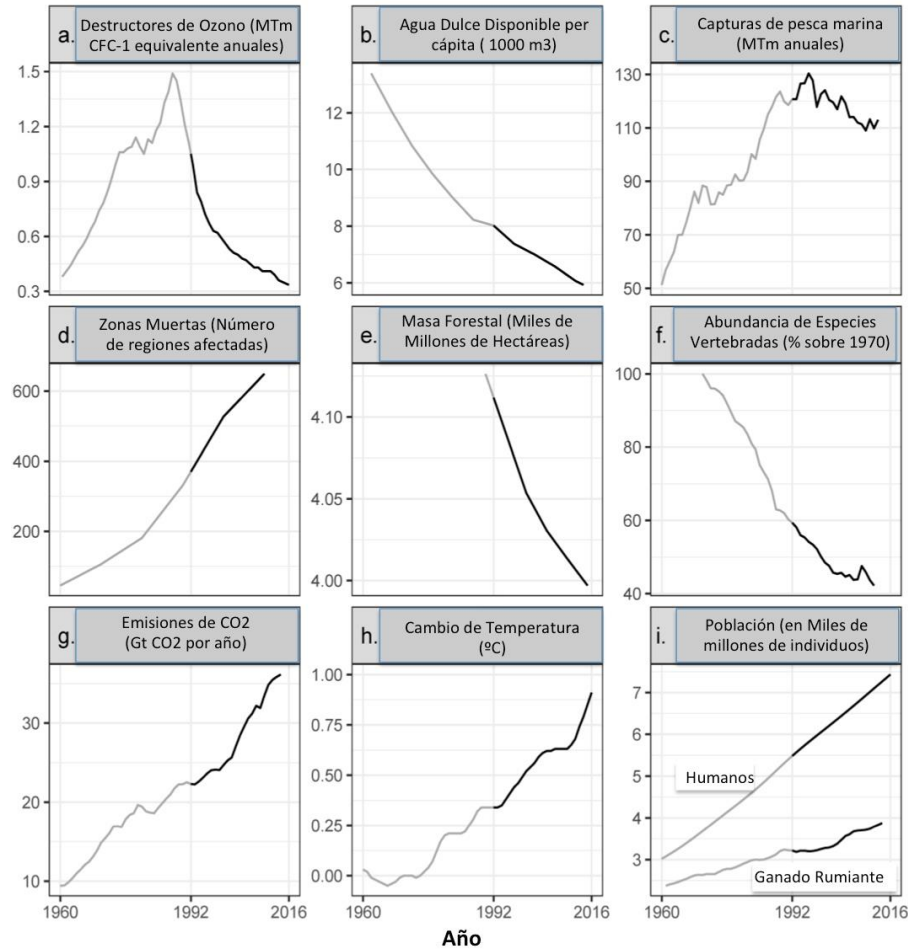 a. Destructores de Ozono (MTm
CFC-1 equivalente anuales)
b. Agua Dulce Disponible per
cápita ( 1000 m3)
c. Capturas de pesca marina
(MTm anuales)
1.5
1.2
0.9
0.6
0.3
12
10
8
6
130
110
90
70
50
d. Zonas Muertas (Número
de regiones afectadas)
e. Masa Forestal (Miles de
Millones de Hectáreas)
f. Abundancia de Especies
Vertebradas (% sobre 1970)
600
400
200
4.10
4.05
4.00
100
80
60
40
g. Emisiones de CO2
(Gt CO2 por año)
h. Cambio de Temperatura
(ºC)
i. Población (en Miles de
millones de individuos)
30
20
10
1.00
0.75
0.50
0.25
0.00
7
6
5
4
3
Humanos
Ganado Rumiante
1960 1992 2016
1960 1992 2016
1960 1992 2016
Año